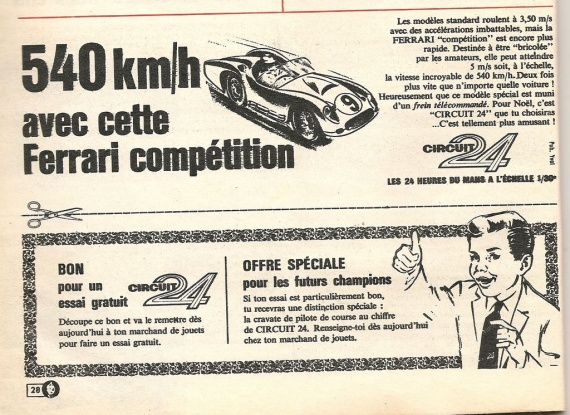 Les modèles standard roulent à 3,50 m/s
avec des accélérations imbattables, mais la
FERRARI "compétition" est encore plus
rapide. Destinée à être "bricolée"
par les amateurs, elle peut atteindre
5 m/s soit, à l'échelle,
la vitesse incroyable de 540 km/h. Deux fois
plus vite que n'importe quelle voiture !
Heureusement que ce modèle spécial est muni
d'un frein télécommandé. Pour Noël, c'est
"CIRCUIT 24" que tu choisiras
...C'est tellement plus amusant !
540 km/h
avec cette
Ferrari compétition
9
CIRCUIT 24
LES 24 HEURES DU MANS A L'ÉCHELLE 1/30e
BON
pour un
essai gratuit
CIRCUIT 24
Découpe ce bon et va le remettre dès
aujourd'hui à ton marchand de jouets
pour faire un essai gratuit.
OFFRE SPÉCIALE
pour les futurs champions
Si ton essai est particulièrement bon,
tu recevras une distinction spéciale :
la cravate de pilote de course au chiffre
de CIRCUIT 24. Renseigne-toi dès aujourd'hui
chez ton marchand de jouets.
28